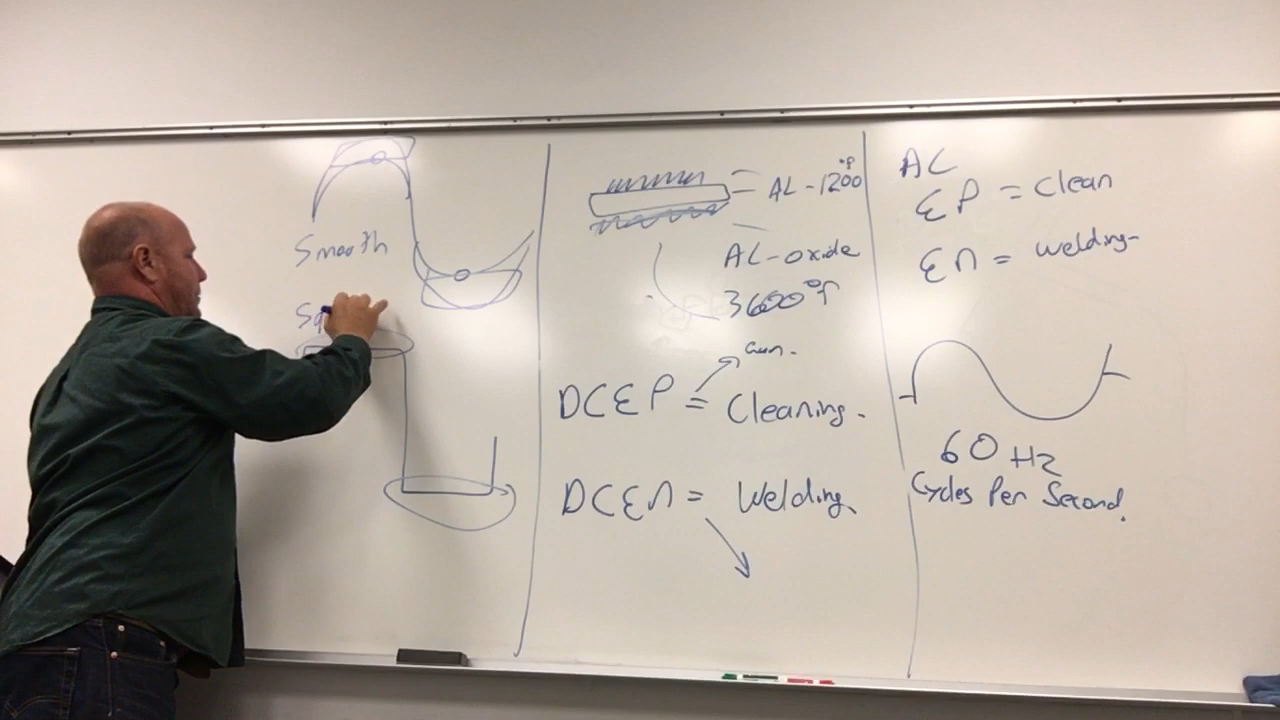 Smooth
Sq
AL - 1200 °F
AL-oxide
3600°F
Gun.
DCEP = Cleaning.
DCEN = Welding.
AC
EP = Clean
EN = Welding-
60 Hz
Cycles Per Second.